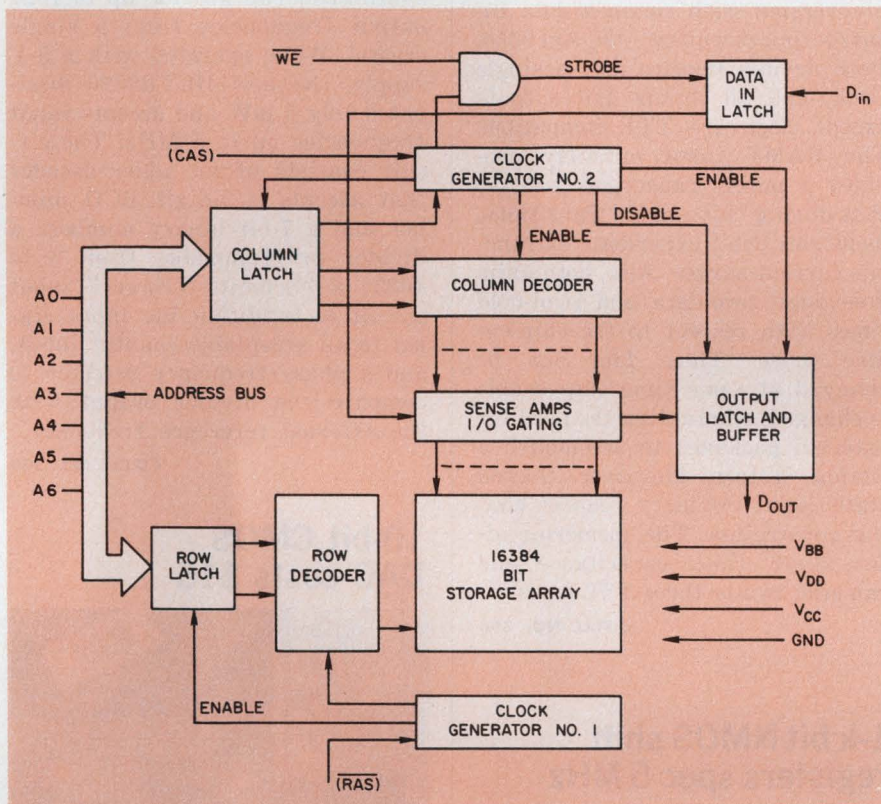 WE
STROBE
DATA
IN
LATCH
Din
(CAS)
CLOCK
GENERATOR NO. 2
ENABLE
DISABLE
ENABLE
COLUMN
LATCH
COLUMN DECODER
A0
A1
A2
A3
A4
A5
A6
ADDRESS BUS
SENSE AMPS
I/O GATING
OUTPUT
LATCH AND
BUFFER
DOUT
ROW
LATCH
ROW
DECODER
16384
BIT
STORAGE ARRAY
VBB
VDD
VCC
GND
ENABLE
CLOCK
GENERATOR NO. 1
(RAS)